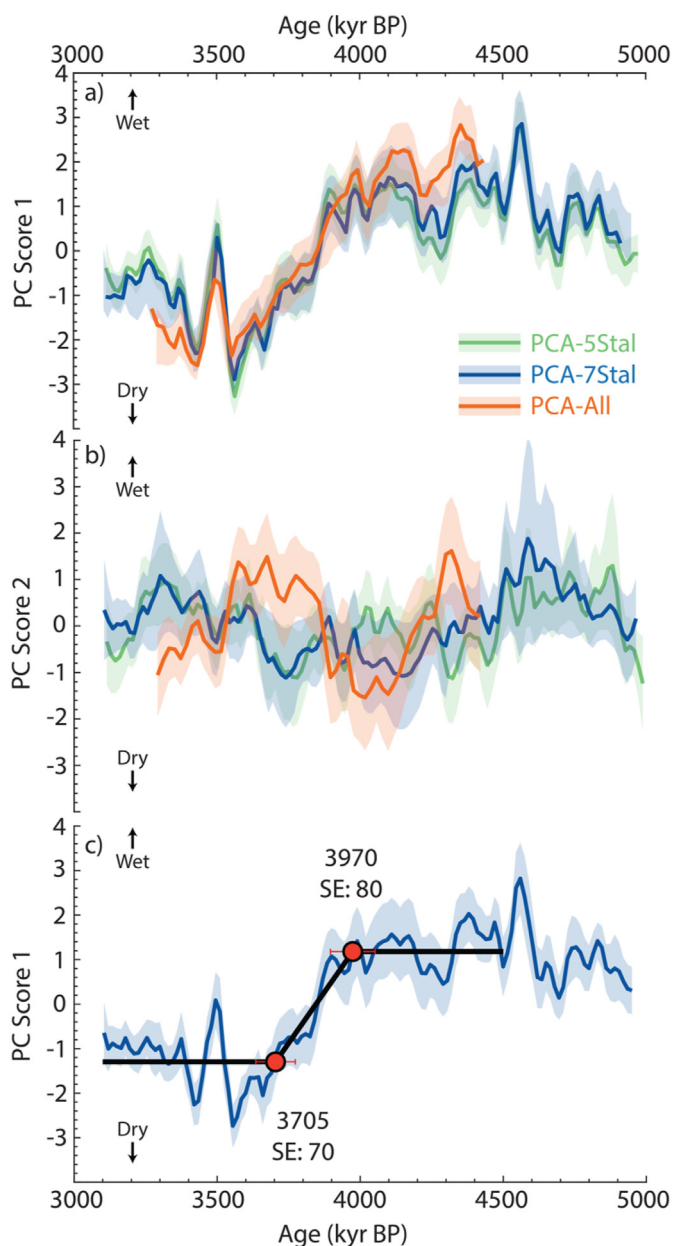 Age (kyr BP)
3000 3500 4000 4500 5000
a)
4
3
2
1
0
-1
-2
-3
Wet
Dry
PC Score 1
PCA-5Stal
PCA-7Stal
PCA-All
b)
4
3
2
1
0
-1
-2
-3
Wet
Dry
PC Score 2
c)
4
3
2
1
0
-1
-2
-3
Wet
Dry
PC Score 1
3970
SE: 80
3705
SE: 70
3000 3500 4000 4500 5000
Age (kyr BP)